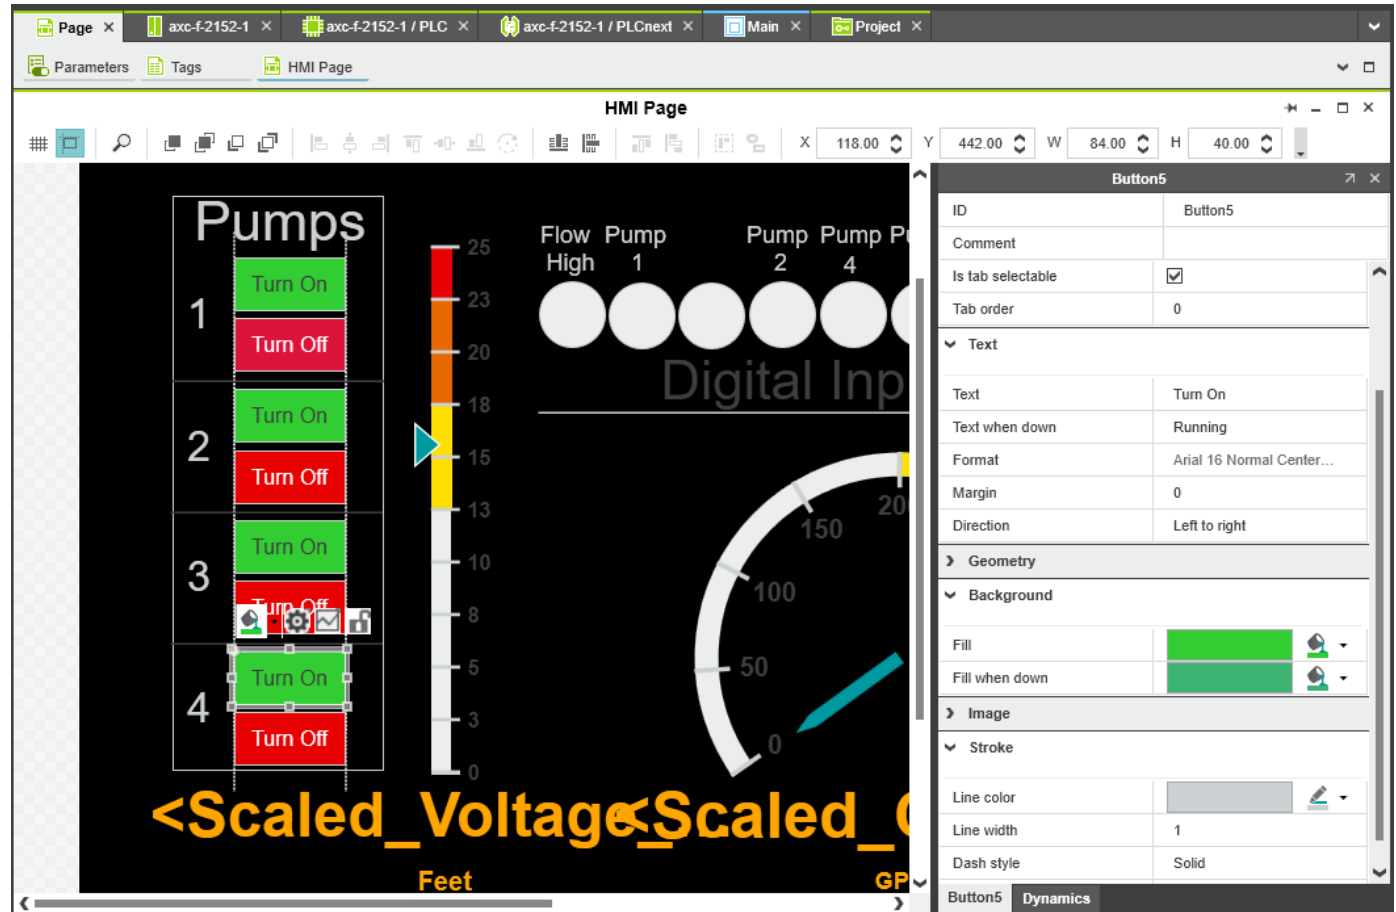 Page
axc-f-2152-1
axc-f-2152-1 / PLC
axc-f-2152-1 / PLCnext
Main
Project
Parameters
Tags
HMI Page
HMI Page
X 118.00 Y 442.00 W 84.00 H 40.00
Pumps
1
Turn On
Turn Off
2
Turn On
Turn Off
3
Turn On
Turn Off
4
Turn On
Turn Off
25
23
20
18
15
13
10
8
5
3
0
Flow High
Pump 1
Pump 2
Pump 4
Digital Inp
200
150
100
50
0
<Scaled_Voltage
<Scaled_
Feet
GP
Button5
ID Button5
Comment
Is tab selectable
Tab order 0
Text
Text Turn On
Text when down Running
Format Arial 16 Normal Center...
Margin 0
Direction Left to right
Geometry
Background
Fill
Fill when down
Image
Stroke
Line color
Line width 1
Dash style Solid
Button5
Dynamics